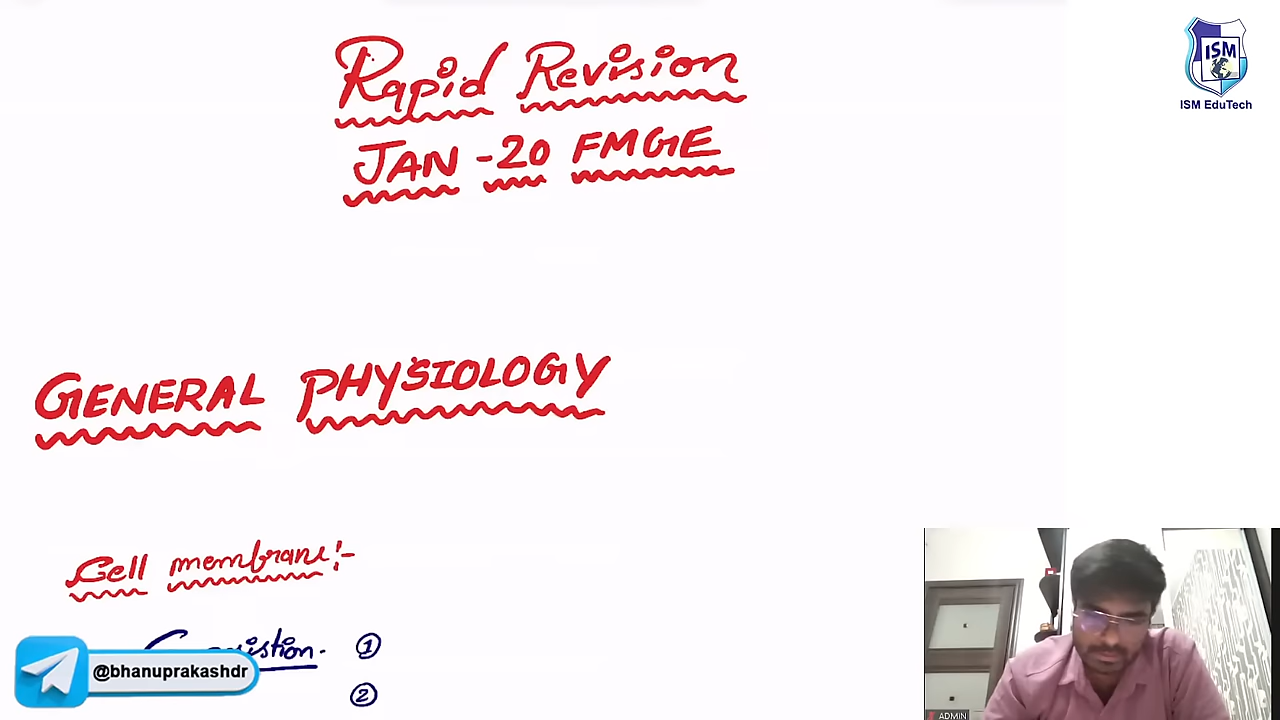 Rapid Revision
JAN - 20 FMGE
ISM
ISM EduTech
GENERAL PHYSIOLOGY
Cell membrane:-
1
2
@bhanuprakashdr
ADMIN